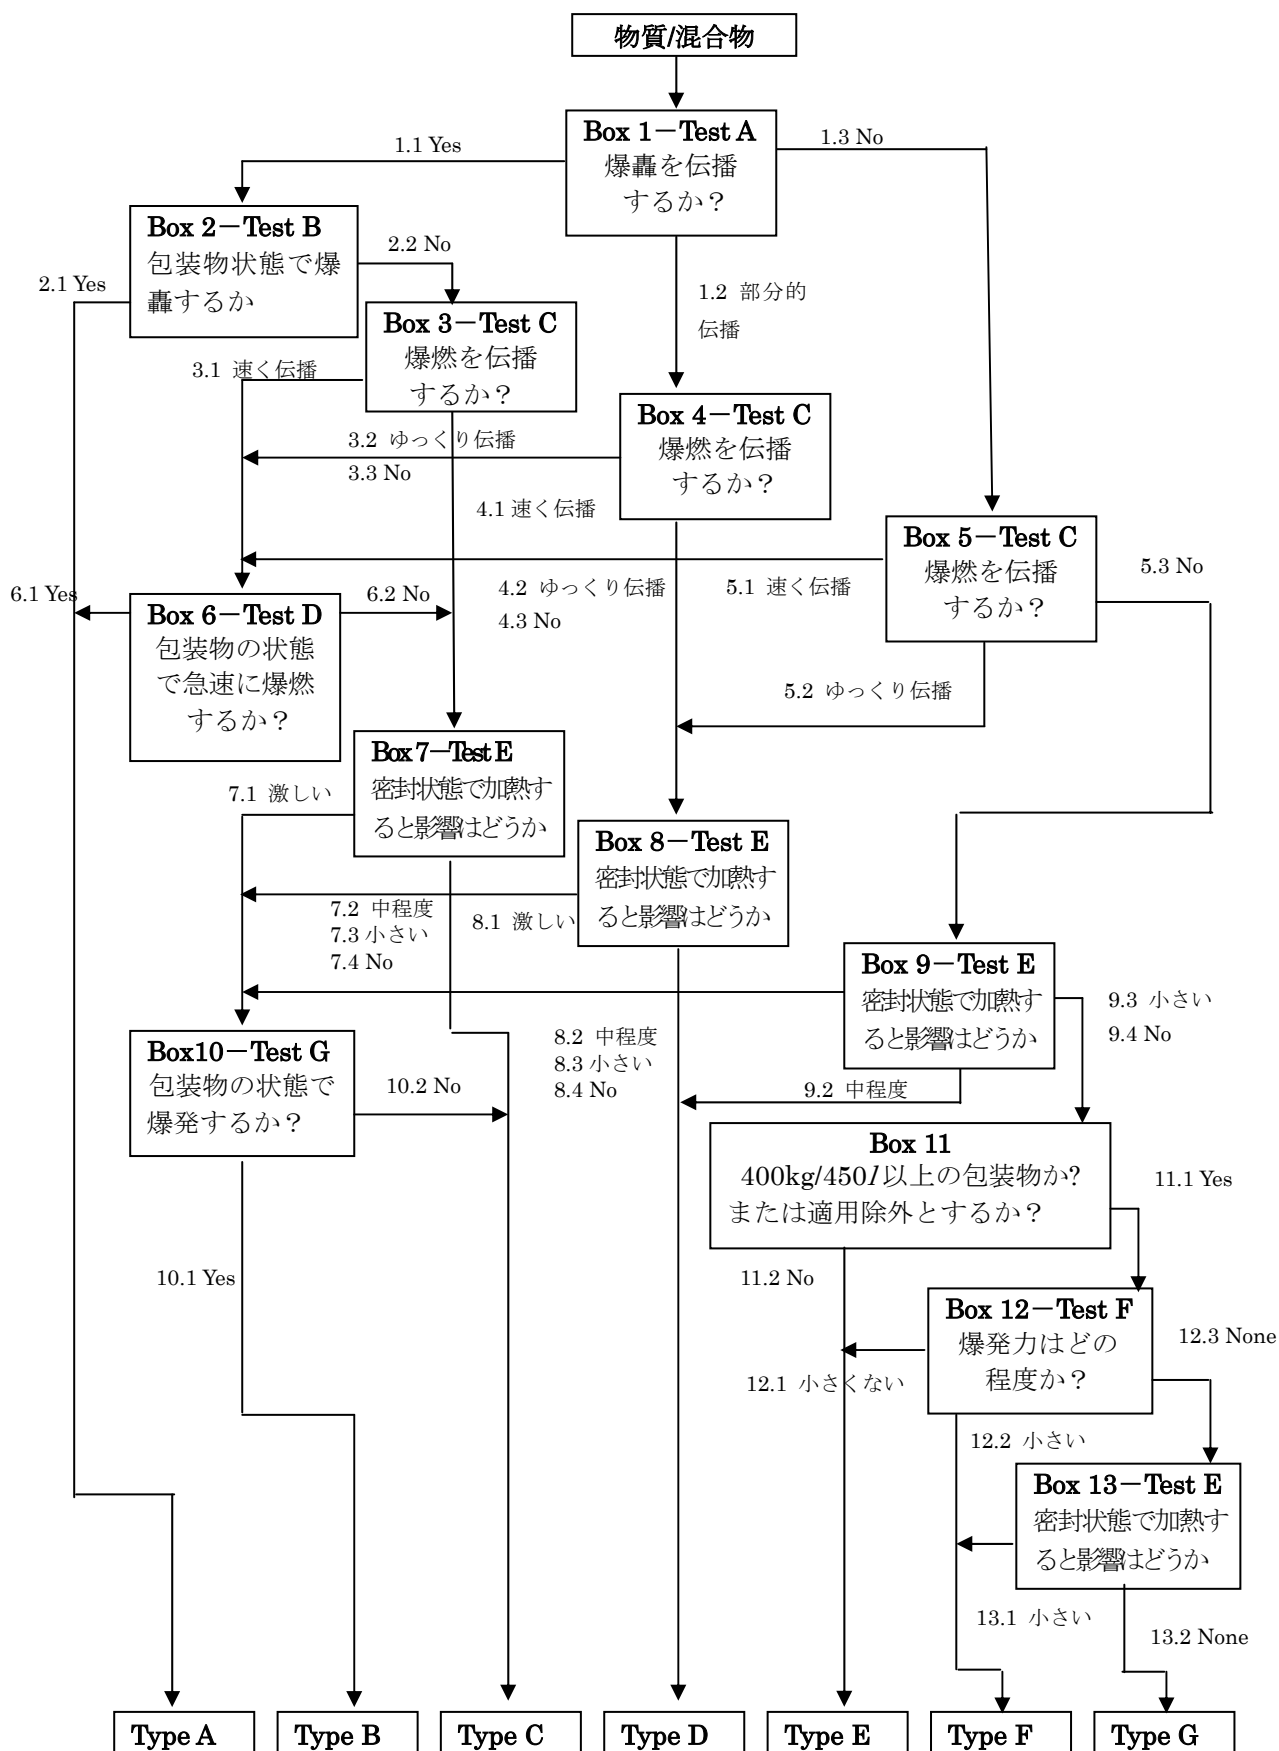 物質/混合物
Box 1－Test A
爆轟を伝播
するか？
1.1 Yes
1.3 No
Box 2－Test B
包装物状態で爆
轟するか
2.1 Yes
2.2 No
1.2 部分的
伝播
Box 3－Test C
爆燃を伝播
するか？
3.1 速く伝播
Box 4－Test C
爆燃を伝播
するか？
3.2 ゆっくり伝播
3.3 No
4.1 速く伝播
Box 5－Test C
爆燃を伝播
するか？
5.3 No
6.1 Yes
Box 6－Test D
包装物の状態
で急速に爆燃
するか？
6.2 No
4.2 ゆっくり伝播
4.3 No
5.1 速く伝播
5.2 ゆっくり伝播
Box 7－Test E
密封状態で加熱す
ると影響はどうか
7.1 激しい
Box 8－Test E
密封状態で加熱す
ると影響はどうか
7.2 中程度
7.3 小さい
7.4 No
8.1 激しい
Box 9－Test E
密封状態で加熱す
ると影響はどうか
9.3 小さい
9.4 No
Box10－Test G
包装物の状態で
爆発するか？
10.2 No
8.2 中程度
8.3 小さい
8.4 No
9.2 中程度
Box 11
400kg/450l以上の包装物か?
または適用除外とするか？
11.1 Yes
10.1 Yes
11.2 No
Box 12－Test F
爆発力はどの
程度か？
12.3 None
12.1 小さくない
12.2 小さい
Box 13－Test E
密封状態で加熱す
ると影響はどうか
13.1 小さい
13.2 None
Type A
Type B
Type C
Type D
Type E
Type F
Type G